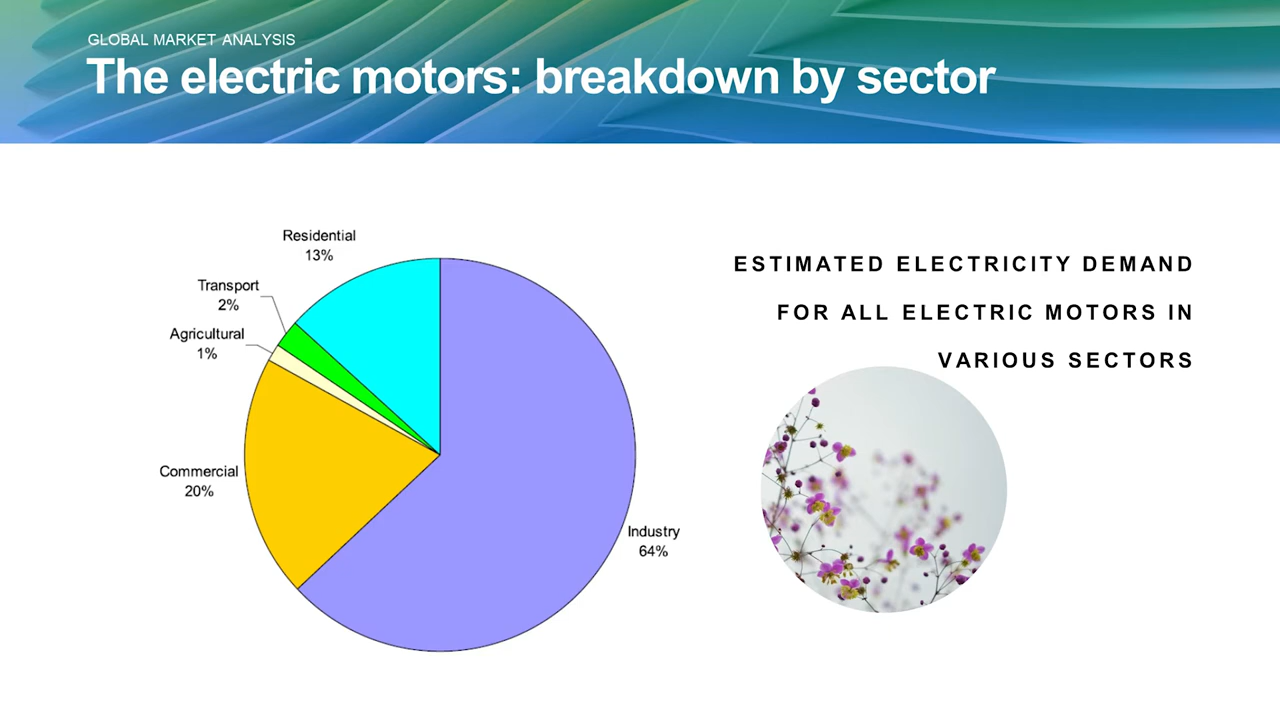 GLOBAL MARKET ANALYSIS
The electric motors: breakdown by sector
Residential
13%
Transport
2%
Agricultural
1%
Commercial
20%
Industry
64%
ESTIMATED ELECTRICITY DEMAND
FOR ALL ELECTRIC MOTORS IN
VARIOUS SECTORS